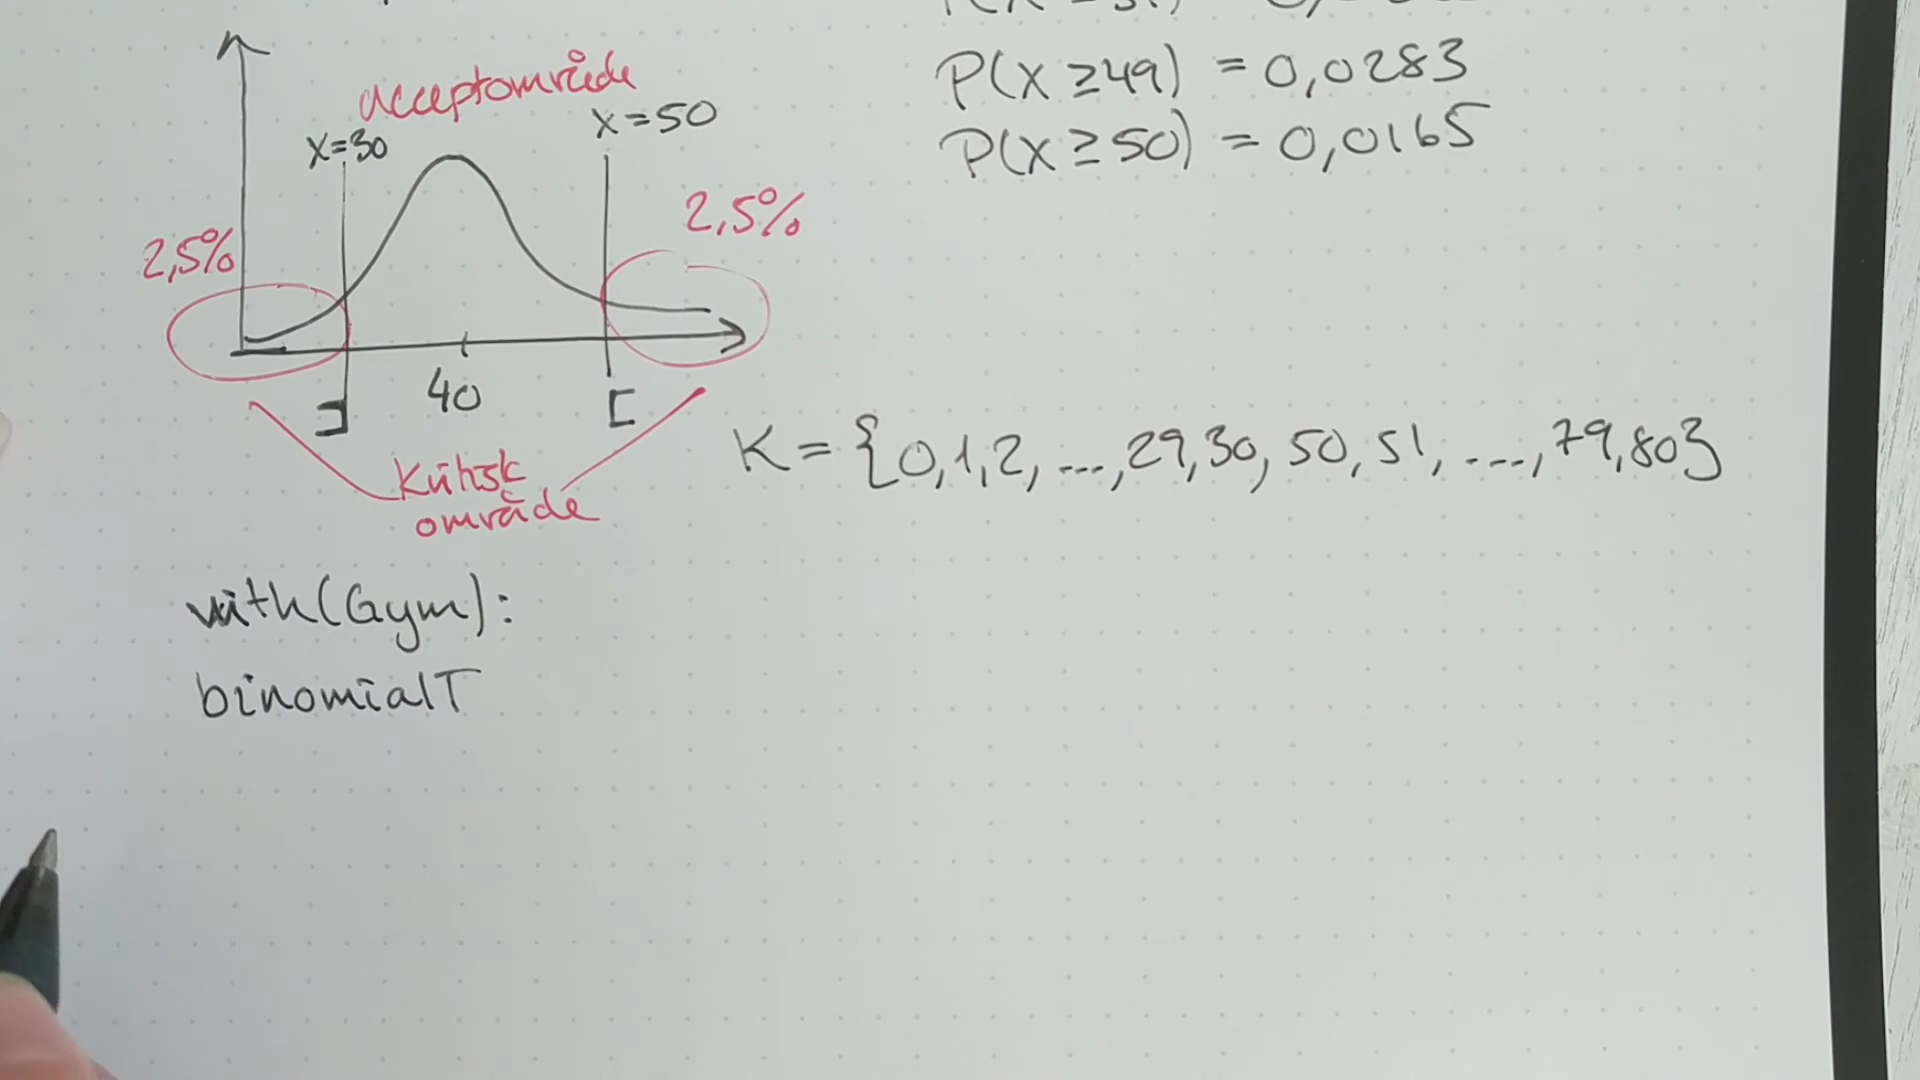 P(X ≥ 49) = 0,0283
P(X ≥ 50) = 0,0165
acceptområde
x=30
x=50
2,5%
2,5%
40
Kritisk
område
K = {0,1,2,...,29,30,50,51,...,79,80}
with(Gym):
binomialT